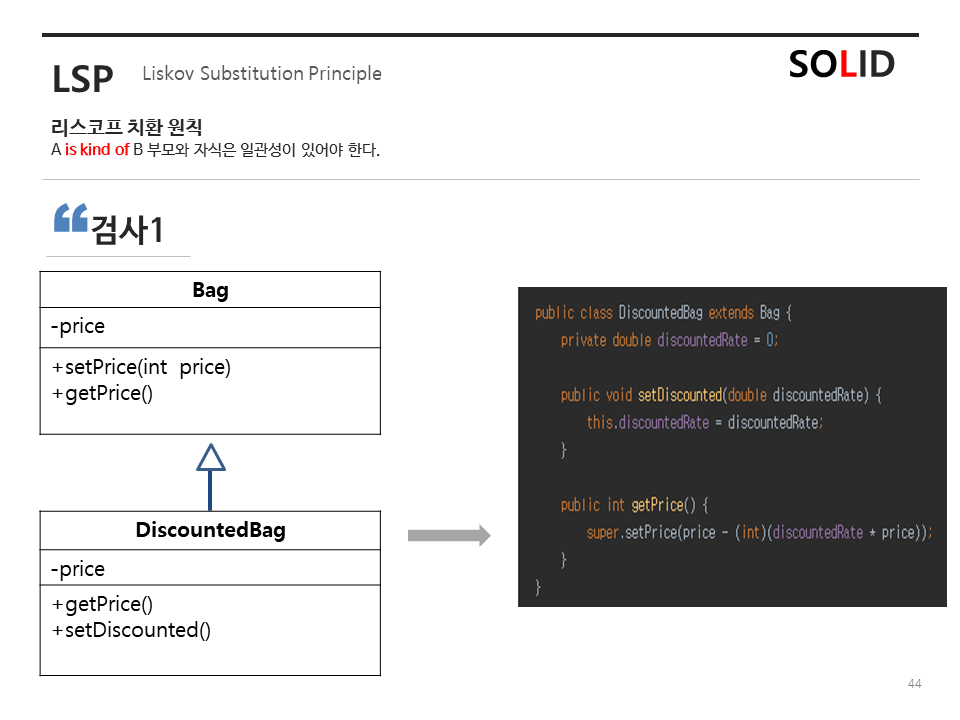 LSP
Liskov Substitution Principle
SOLID
리스코프 치환 원칙
A is kind of B 부모와 자식은 일관성이 있어야 한다.
“검사1
Bag
-price
+setPrice(int price)
+getPrice()
DiscountedBag
-price
+getPrice()
+setDiscounted()
public class DiscountedBag extends Bag {
private double discountedRate = 0;
public void setDiscounted(double discountedRate) {
this.discountedRate = discountedRate;
}
public int getPrice() {
super.setPrice(price - (int)(discountedRate * price));
}
}
44